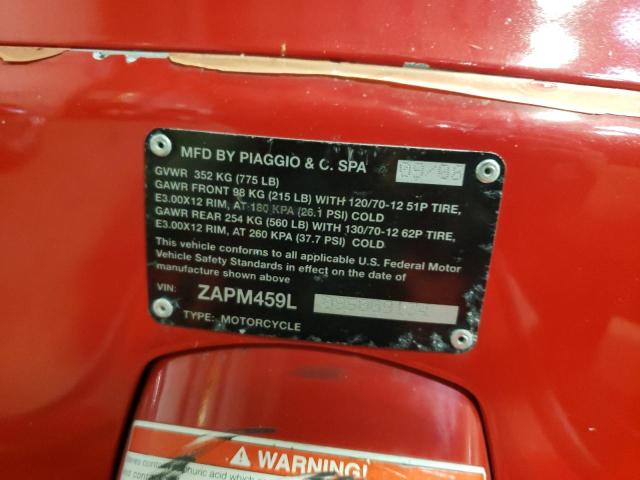 MFD BY PIAGGIO & C. SPA 09/08
GVWR 352 KG (775 LB)
GAWR FRONT 98 KG (215 LB) WITH 120/70-12 51P TIRE,
E3.00X12 RIM, AT 180 KPA (26.1 PSI) COLD
GAWR REAR 254 KG (560 LB) WITH 130/70-12 62P TIRE,
E3.00X12 RIM, AT 260 KPA (37.7 PSI) COLD
This vehicle conforms to all applicable U.S. Federal Motor
Vehicle Safety Standards in effect on the date of
manufacture shown above
VIN: ZAPM459L
TYPE: MOTORCYCLE
WARNING!